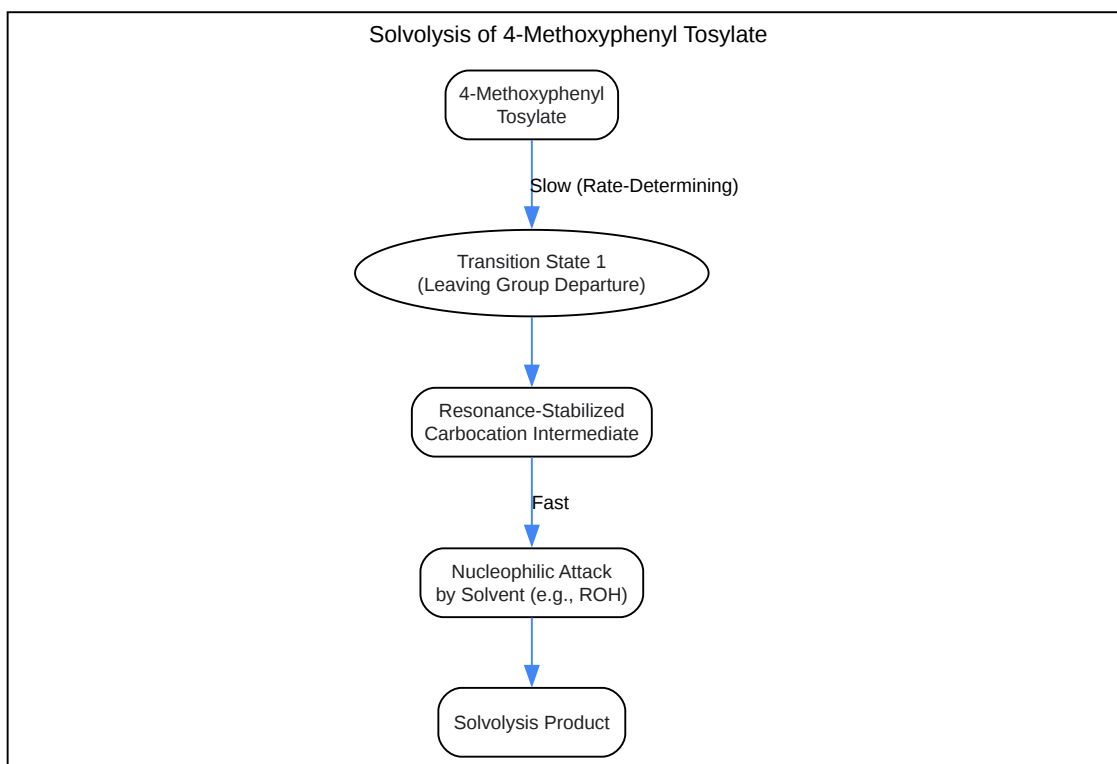 Solvolysis of 4-Methoxyphenyl Tosylate
4-Methoxyphenyl
Tosylate
Slow (Rate-Determining)
Transition State 1
(Leaving Group Departure)
Resonance-Stabilized
Carbocation Intermediate
Fast
Nucleophilic Attack
by Solvent (e.g., ROH)
Solvolysis Product